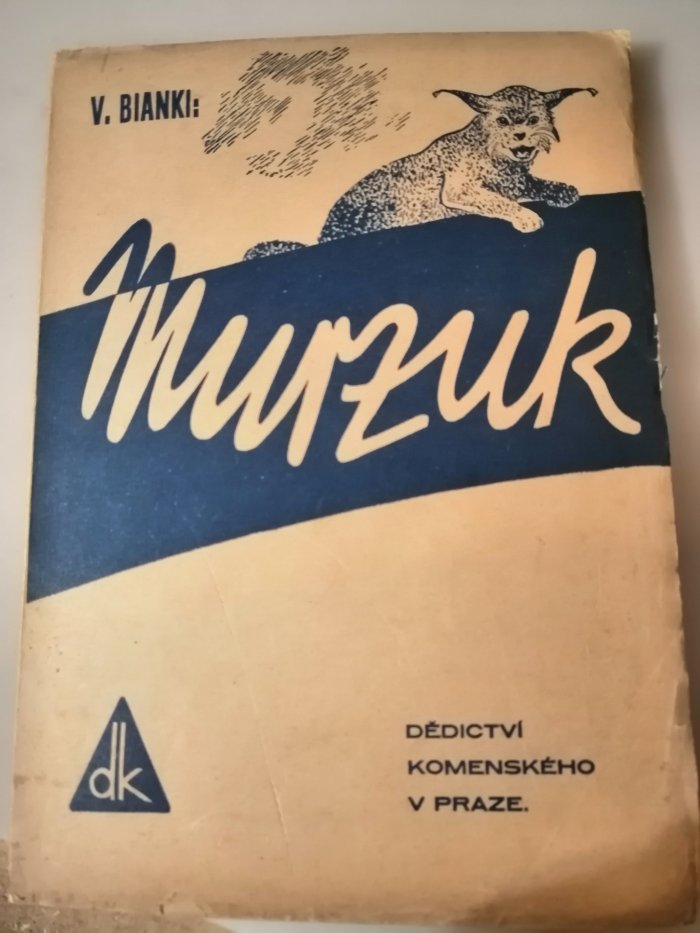 V. BIANKI:
Murzuk
dk
DĚDICTVÍ
KOMENSKÉHO
V PRAZE.